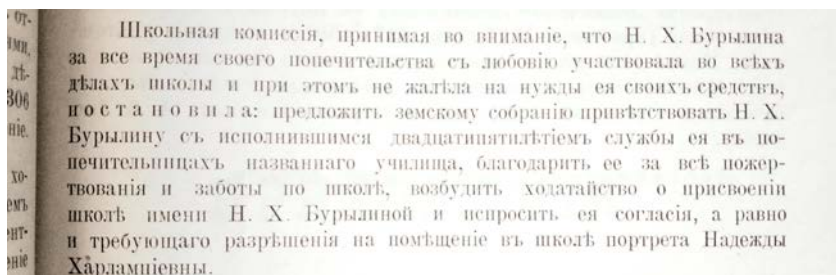 Школьная комиссія, принимая во вниманіе, что Н. Х. Бурылина
за все время своего попечительства съ любовію участвовала во всѣхъ
дѣлахъ школы и при этомъ не жалѣла на нужды ея своихъ средствъ,
постановила: предложить земскому собранію привѣтствовать Н. Х.
Бурылину съ исполнившимся двадцатипятилѣтіемъ службы ея въ по-
печительницахъ названнаго училища, благодарить ее за всѣ пожер-
твованія и заботы по школѣ, возбудить ходатайство о присвоеніи
школѣ имени Н. Х. Бурылиной и испросить ея согласія, а равно
и требующаго разрѣшенія на помѣщеніе въ школѣ портрета Надежды
Харлампіевны.